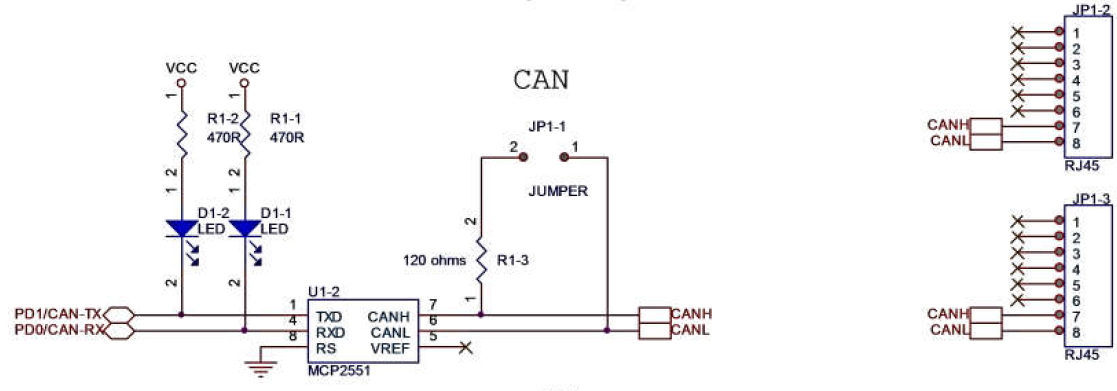 CAN
VCC VCC
1 1
R1-2 R1-1
470R 470R
2 2
1 1
D1-2 D1-1
LED LED
2 2
JP1-1
2 1
JUMPER
2
120 ohms R1-3
1
U1-2
PD1/CAN-TX 1 TXD CANH 7 CANH
PD0/CAN-RX 4 RXD CANL 6 CANL
8 RS VREF 5
MCP2551
JP1-2
1
2
3
4
5
6
CANH 7
CANL 8
RJ45
JP1-3
1
2
3
4
5
6
CANH 7
CANL 8
RJ45